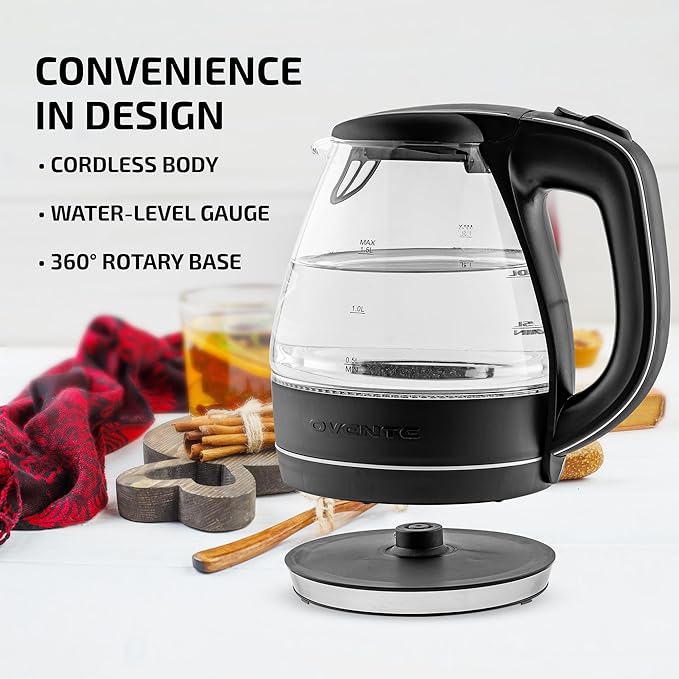 CONVENIENCE
IN DESIGN
• CORDLESS BODY
• WATER-LEVEL GAUGE
• 360° ROTARY BASE
MAX
1.5L
1.0L
0.5L
MIN
OVENTE